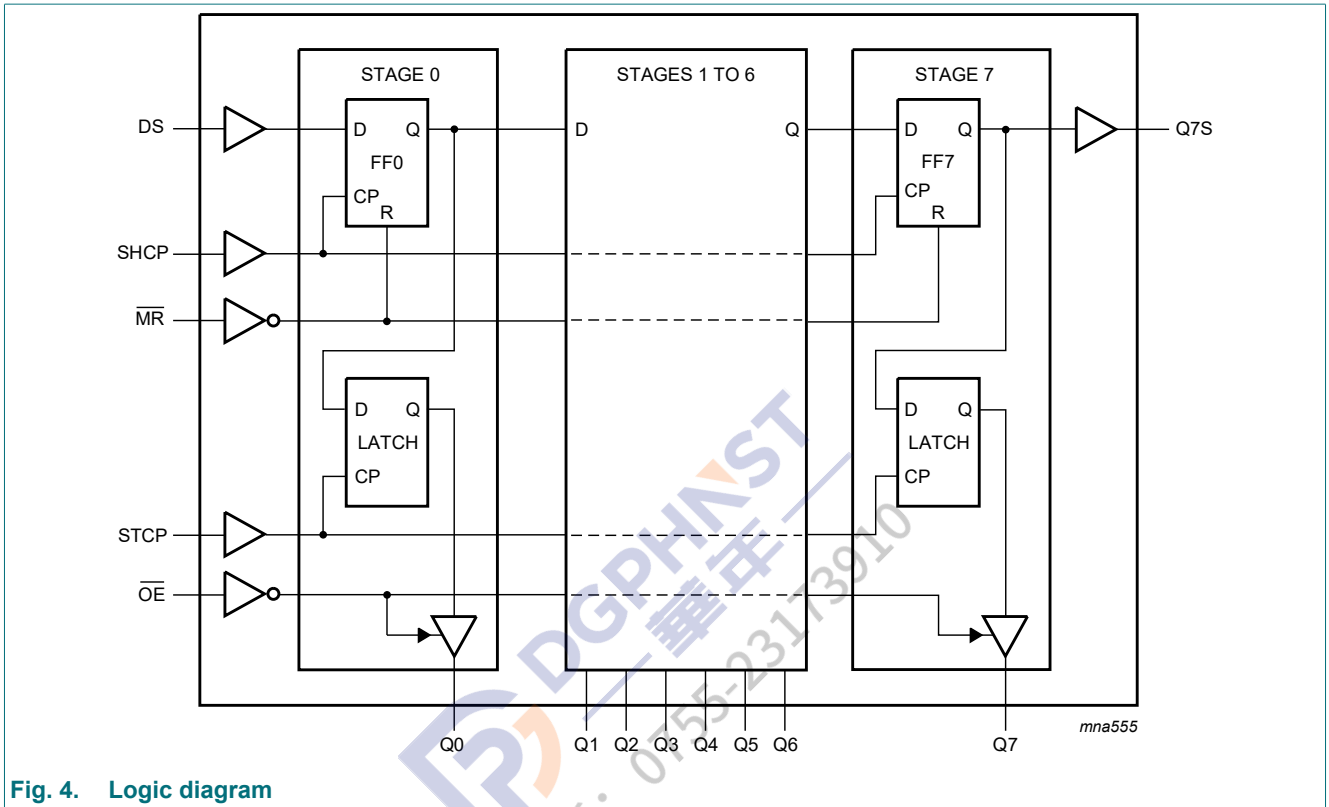 STAGE 0
STAGES 1 TO 6
STAGE 7
DS
D Q
FF0
CP
R
D
Q
D Q
FF7
CP
R
Q7S
SHCP
M̅R̅
D Q
LATCH
CP
D Q
LATCH
CP
STCP
O̅E̅
DGPHNST
華年
0755-23173910
Q0
Q1 Q2 Q3 Q4 Q5 Q6
Q7
mna555
Fig. 4. Logic diagram